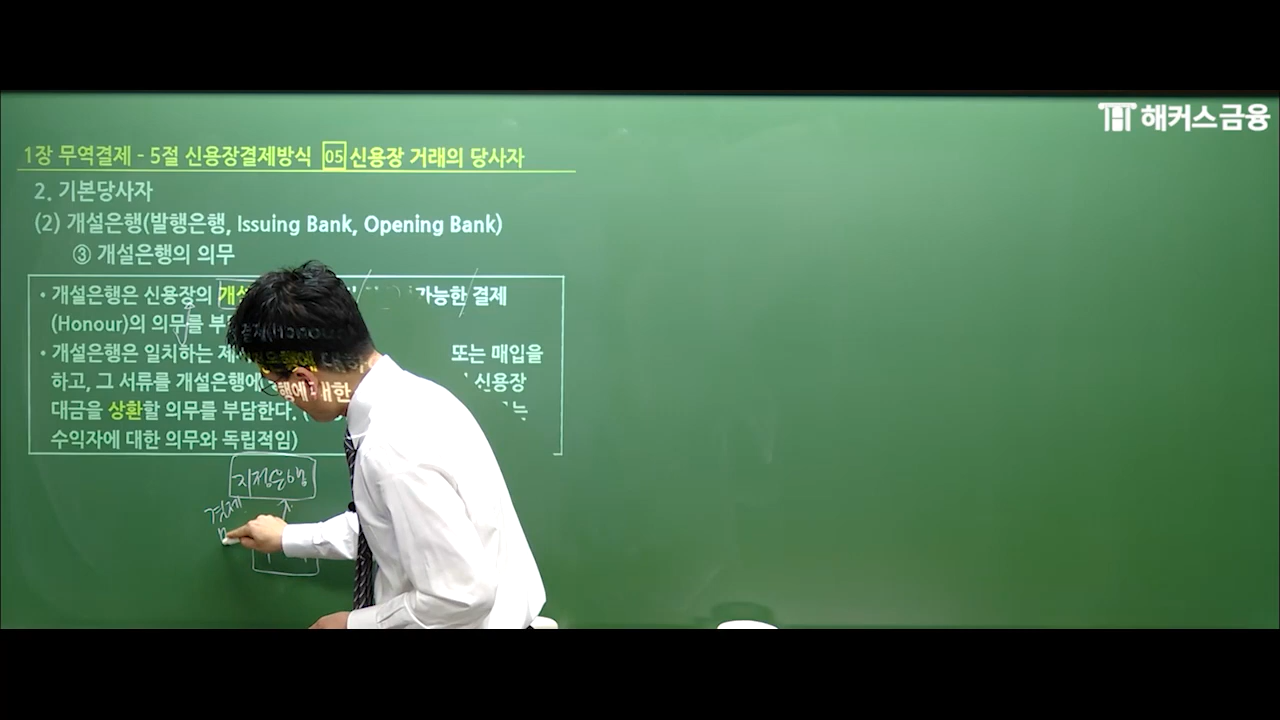 해커스금융
1장 무역결제 - 5절 신용장결제방식 05 신용장 거래의 당사자
2. 기본당사자
(2) 개설은행(발행은행, Issuing Bank, Opening Bank)
③ 개설은행의 의무
• 개설은행은 신용장의 가능한 결제
(Honour)의 의무를
• 개설은행은 일치하는 또는 매입을
하고, 그 서류를 개설은행에 신용장
대금을 상환할 의무를 부담한다.
수익자에 대한 의무와 독립적임)
지정은행
결제